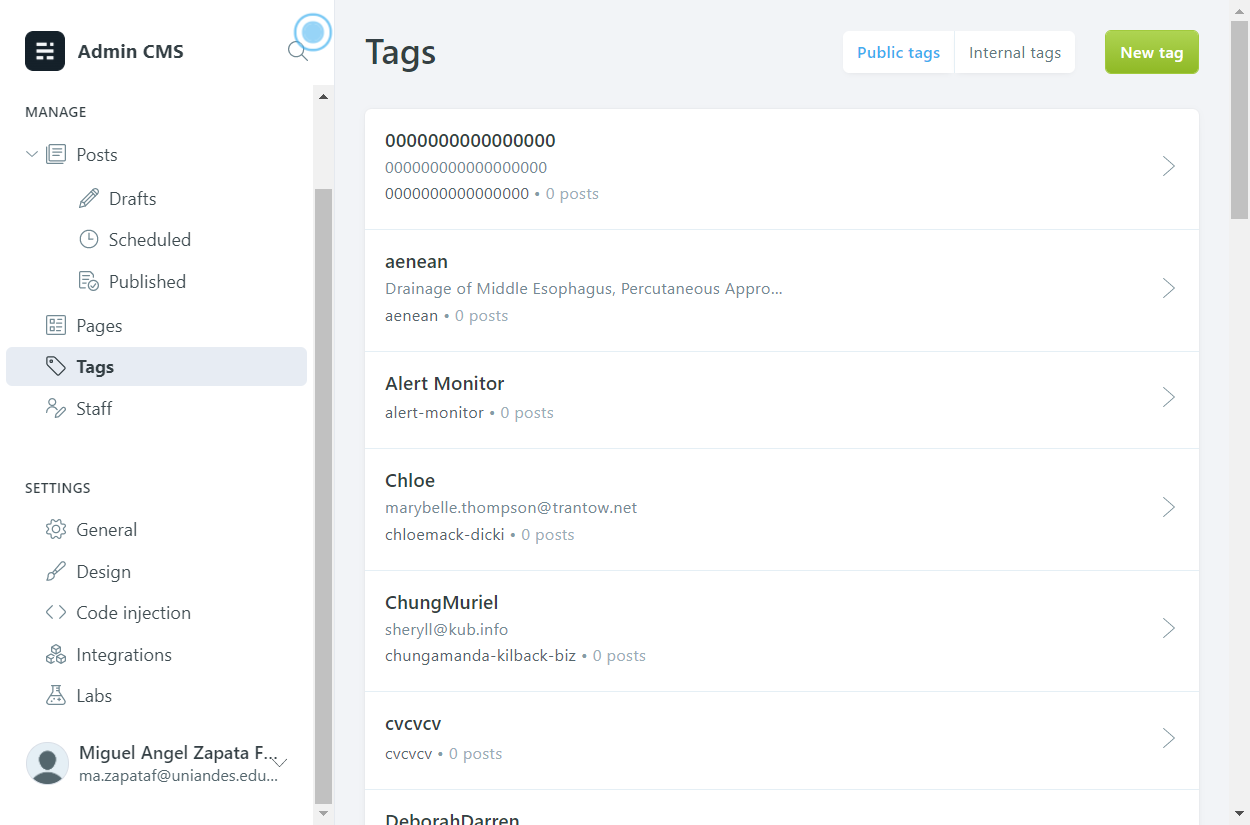 Admin CMS
MANAGE
Posts
Drafts
Scheduled
Published
Pages
Tags
Staff
SETTINGS
General
Design
Code injection
Integrations
Labs
Miguel Angel Zapata F...
ma.zapataf@uniandes.edu...
Tags
Public tags
Internal tags
New tag
0000000000000000
000000000000000000
0000000000000000 • 0 posts
aenean
Drainage of Middle Esophagus, Percutaneous Appro...
aenean • 0 posts
Alert Monitor
alert-monitor • 0 posts
Chloe
marybelle.thompson@trantow.net
chloemack-dicki • 0 posts
ChungMuriel
sheryll@kub.info
chungamanda-kilback-biz • 0 posts
cvcvcv
cvcvcv • 0 posts
DeborahDarren